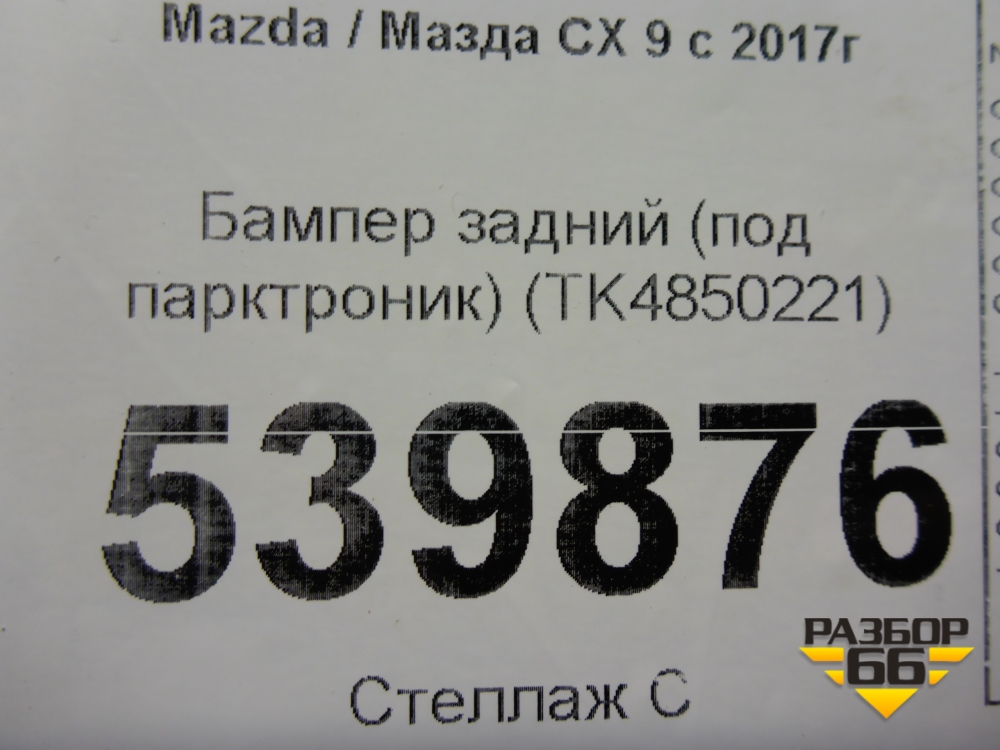 Mazda / Мазда CX 9 с 2017г
Бампер задний (под
парктроник) (TK4850221)
539876
Стеллаж С
РАЗБОР
66